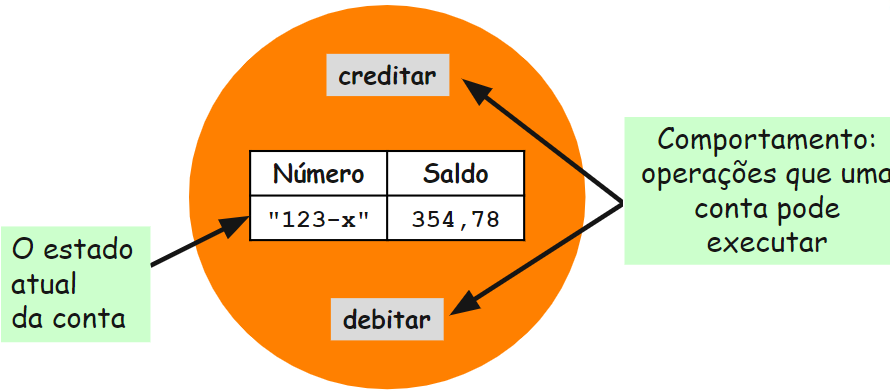 creditar
Comportamento:
operações que uma
conta pode
executar
Número Saldo
"123-x" 354,78
O estado
atual
da conta
debitar